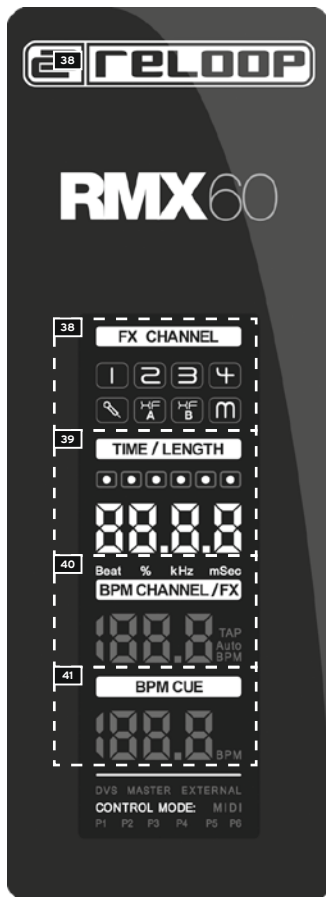 38
reloop
RMX60
38
FX CHANNEL
1 2 3 4
XF A XF B M
39
TIME / LENGTH
88.8.8
40
Beat % kHz mSec
BPM CHANNEL/FX
188.8 TAP Auto BPM
41
BPM CUE
188.8 BPM
DVS MASTER EXTERNAL
CONTROL MODE: MIDI
P1 P2 P3 P4 P5 P6